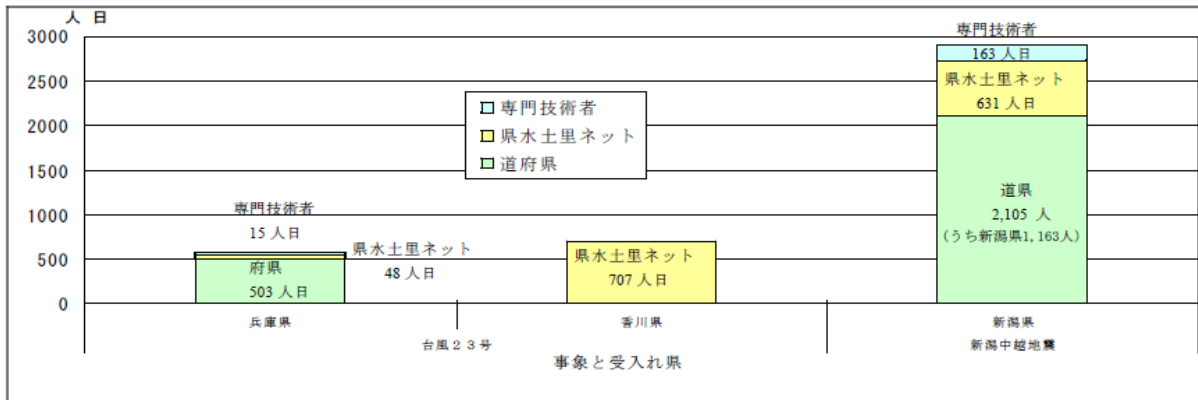 人 日
3000
2500
2000
1500
1000
500
0
専門技術者
県水土里ネット
道府県
専門技術者
15 人日
県水土里ネット
48 人日
府県
503 人日
県水土里ネット
707 人日
専門技術者
163 人日
県水土里ネット
631 人日
道県
2,105 人
(うち新潟県1,163人)
兵庫県
香川県
新潟県
台風23号
新潟中越地震
事象と受入れ県